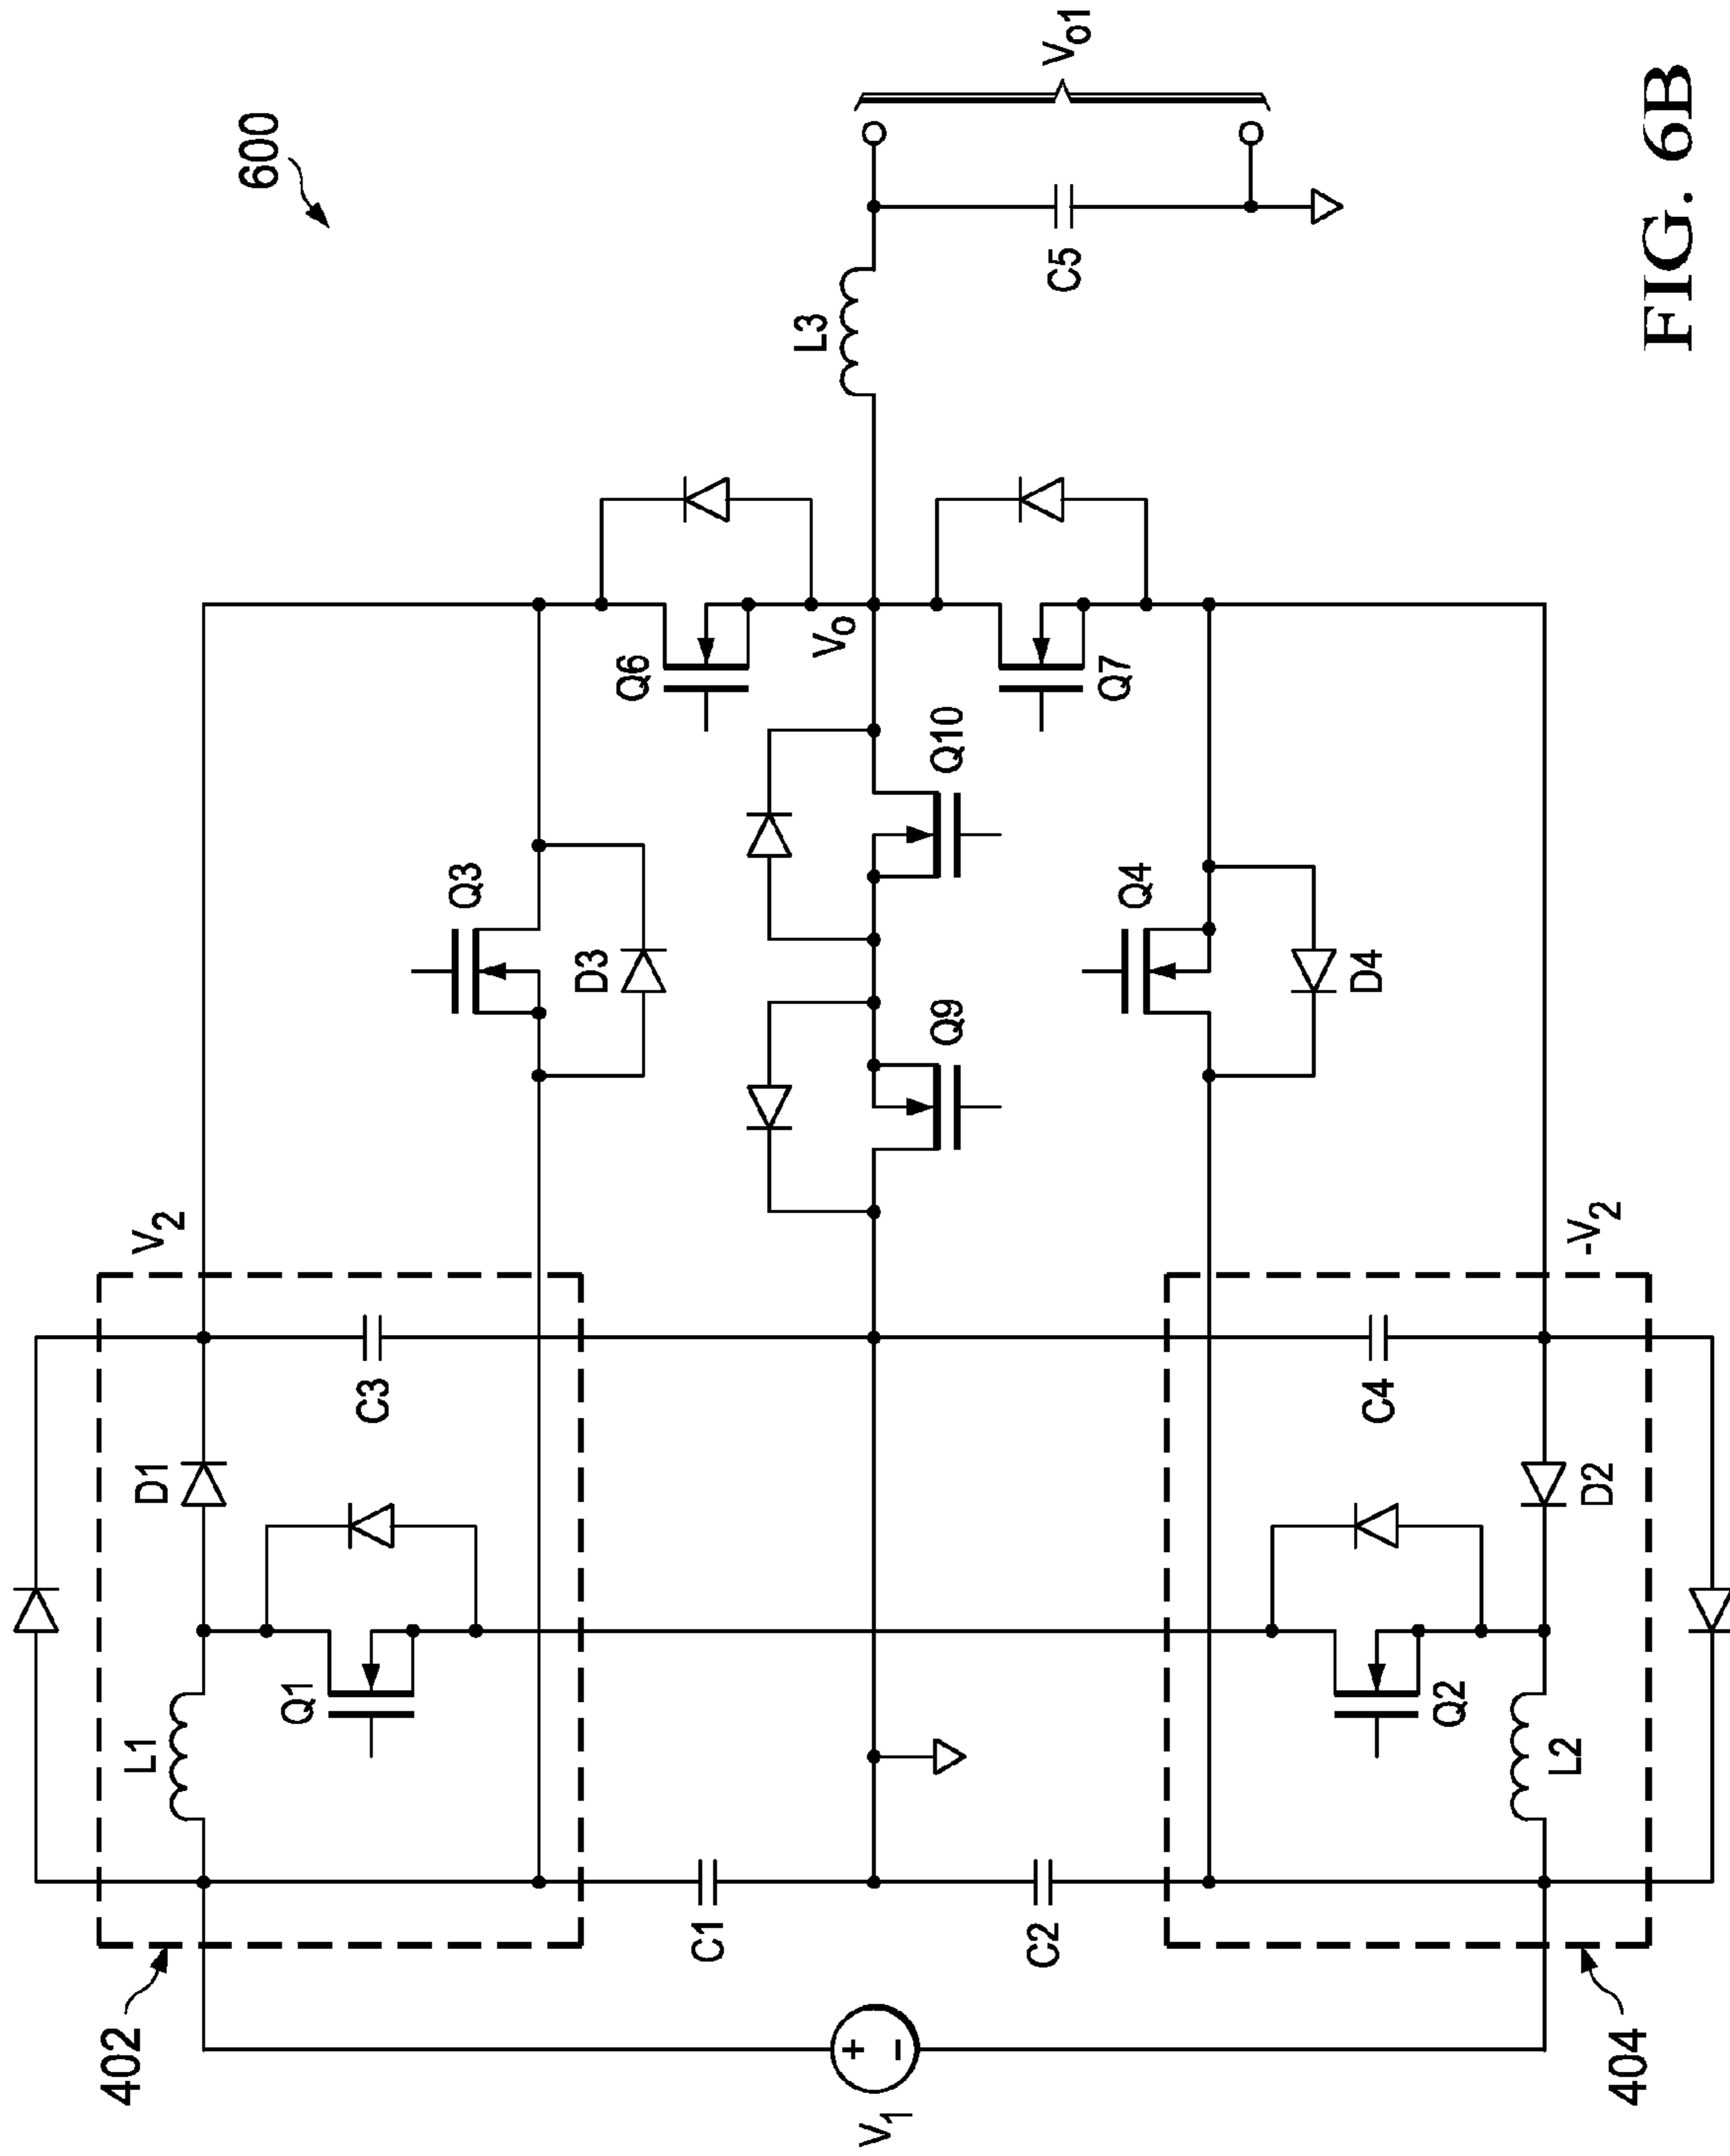 600
402
V1
+
−
404
L1
Q1
D1
C3
V2
C1
C2
Q3
D3
Q6
Vo
Q9
Q10
Q7
Q4
D4
L3
C5
Vo1
L2
Q2
D2
C4
-V2
FIG. 6B